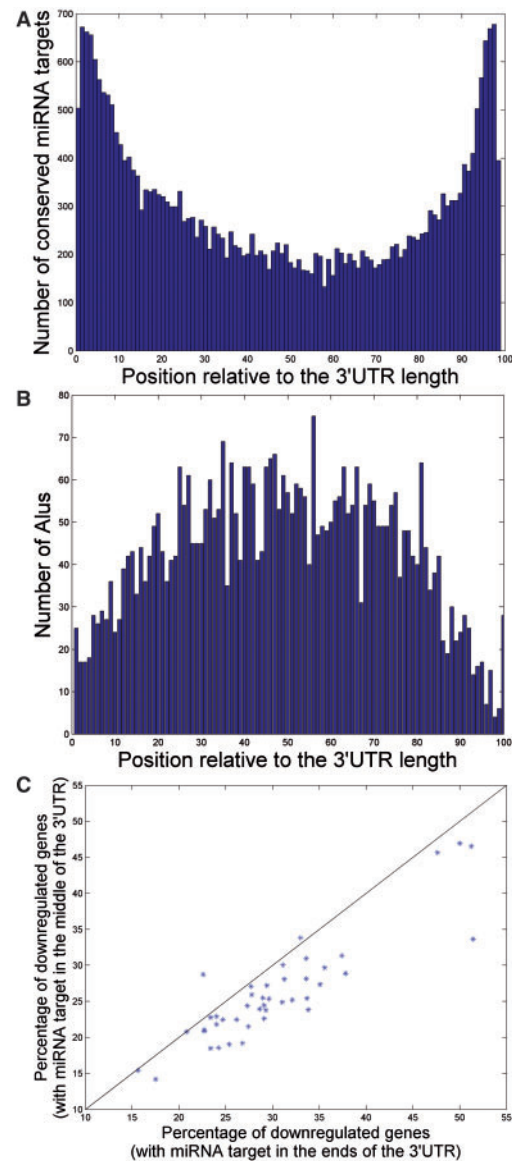 A
Number of conserved miRNA targets
700
600
500
400
300
200
100
0
0 10 20 30 40 50 60 70 80 90 100
Position relative to the 3'UTR length
B
Number of Alus
80
70
60
50
40
30
20
10
0
0 10 20 30 40 50 60 70 80 90 100
Position relative to the 3'UTR length
C
Percentage of downregulated genes
(with miRNA target in the middle of the 3'UTR)
55
50
45
40
35
30
25
20
15
10
10 15 20 25 30 35 40 45 50 55
Percentage of downregulated genes
(with miRNA target in the ends of the 3'UTR)